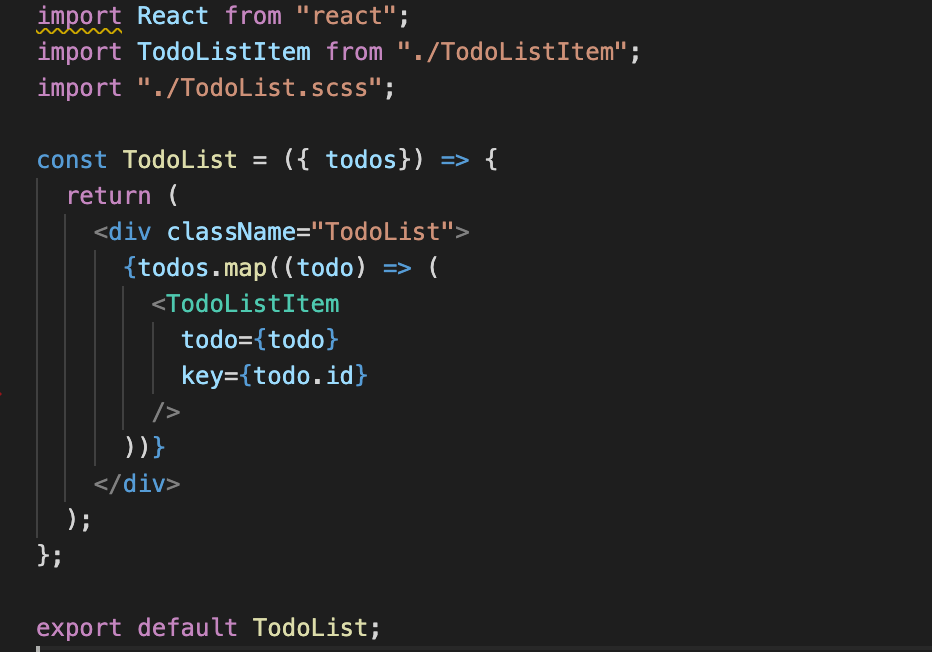 import React from "react";
import TodoListItem from "./TodoListItem";
import "./TodoList.scss";

const TodoList = ({ todos}) => {
  return (
    <div className="TodoList">
      {todos.map((todo) => (
        <TodoListItem
          todo={todo}
          key={todo.id}
        />
      ))}
    </div>
  );
};

export default TodoList;